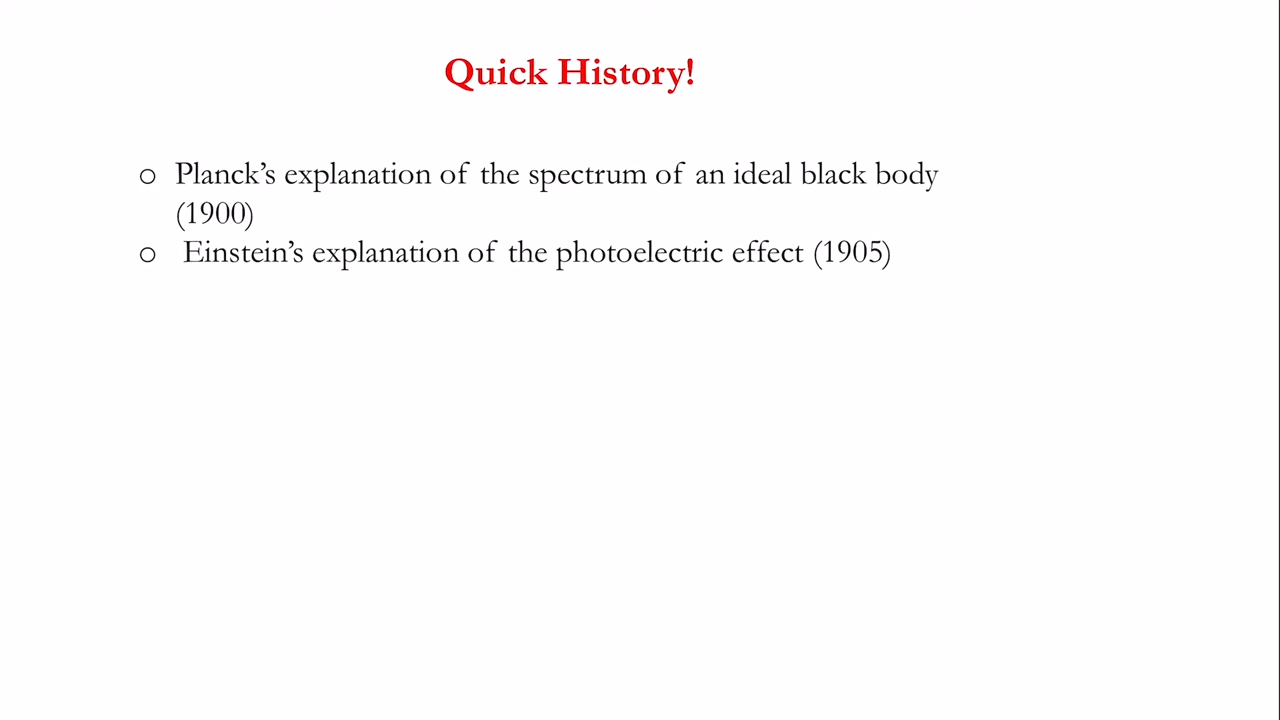 Quick History!
o Planck’s explanation of the spectrum of an ideal black body
(1900)
o Einstein’s explanation of the photoelectric effect (1905)